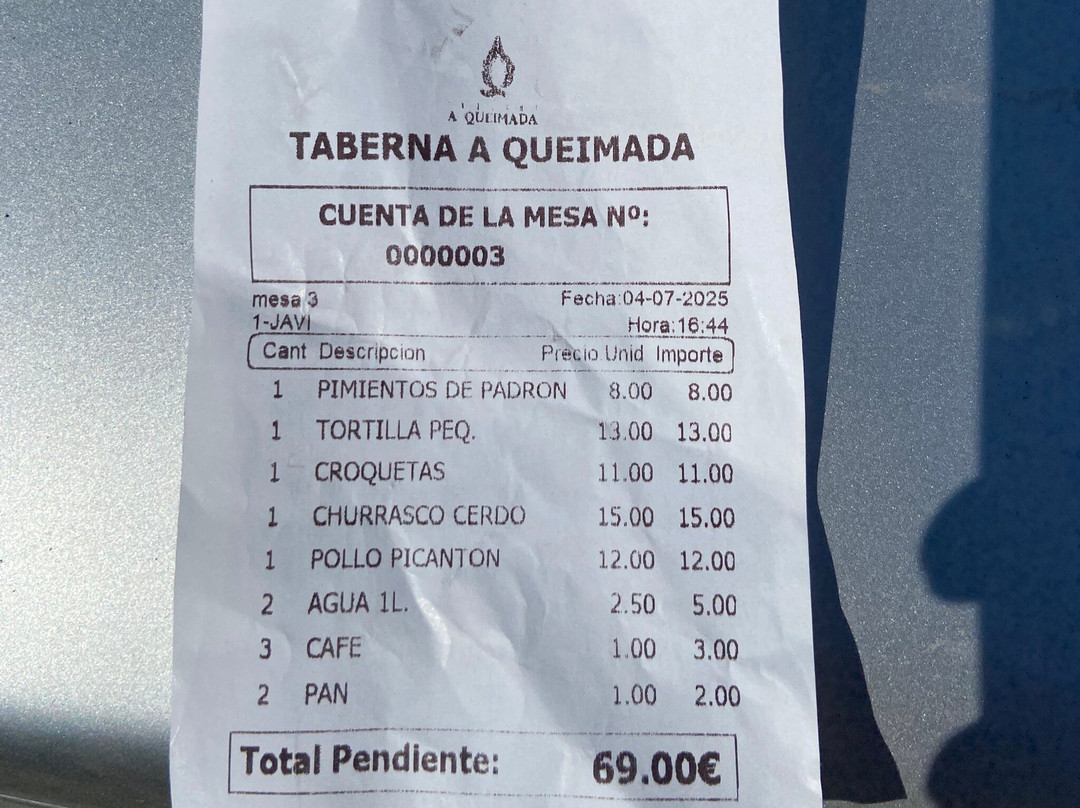 A QUEIMADA
TABERNA A QUEIMADA
CUENTA DE LA MESA Nº:
0000003
mesa 3 Fecha:04-07-2025
1-JAVI Hora:16:44
Cant Descripcion Precio Unid Importe
1 PIMIENTOS DE PADRON 8.00 8.00
1 TORTILLA PEQ. 13.00 13.00
1 CROQUETAS 11.00 11.00
1 CHURRASCO CERDO 15.00 15.00
1 POLLO PICANTON 12.00 12.00
2 AGUA 1L. 2.50 5.00
3 CAFE 1.00 3.00
2 PAN 1.00 2.00
Total Pendiente: 69.00€